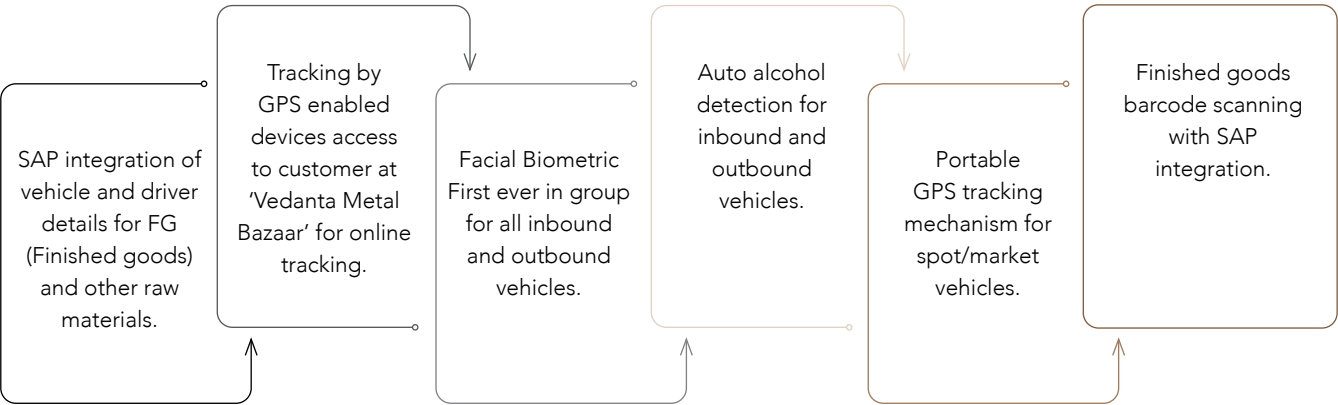 SAP integration of
vehicle and driver
details for FG
(Finished goods)
and other raw
materials.
Tracking by
GPS enabled
devices access
to customer at
‘Vedanta Metal
Bazaar’ for online
tracking.
Facial Biometric
First ever in group
for all inbound
and outbound
vehicles.
Auto alcohol
detection for
inbound and
outbound
vehicles.
Portable
GPS tracking
mechanism for
spot/market
vehicles.
Finished goods
barcode scanning
with SAP
integration.